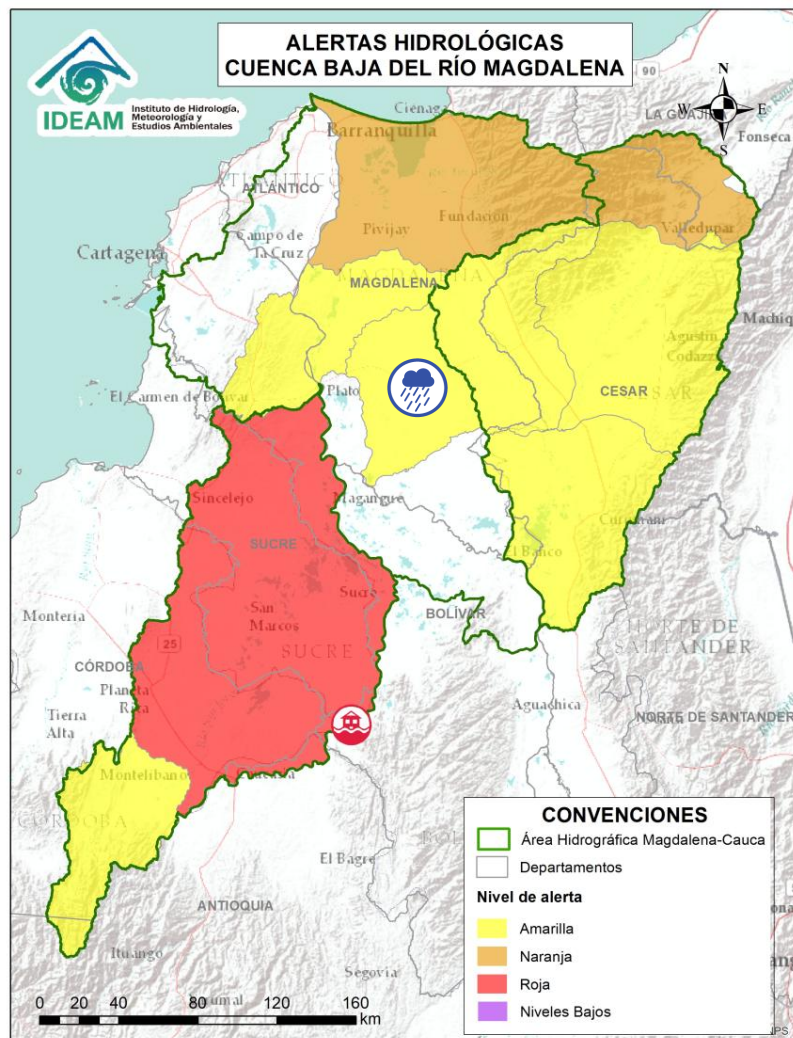 ALERTAS HIDROLÓGICAS
CUENCA BAJA DEL RÍO MAGDALENA
IDEAM
Instituto de Hidrología,
Meteorología y
Estudios Ambientales
90
N
W
E
S
Ciénaga
LA GUAJIRA
Barranquilla
Fonseca
ATLÁNTICO
Pivijay
Fundación
Valledupar
Cartagena
Campo de
La Cruz
MAGDALENA
Agustín
Codazzi
CESAR
El Carmen de Bolívar
Plato
Sincelejo
Magangue
SUCRE
El Banco
Sucre
BOLÍVAR
Montería
San
Marcos
SUCRE
NORTE DE
SANTANDER
25
CÓRDOBA
Planeta
Rica
Tierra
Alta
Aguachica
NORTE DE SANTANDER
Montelibano
CÓRDOBA
El Bagre
ANTIOQUIA
Ituango
Segovia
CONVENCIONES
Área Hidrográfica Magdalena-Cauca
Departamentos
Nivel de alerta
Amarilla
Naranja
Roja
Niveles Bajos
0 20 40 80 120 160
km